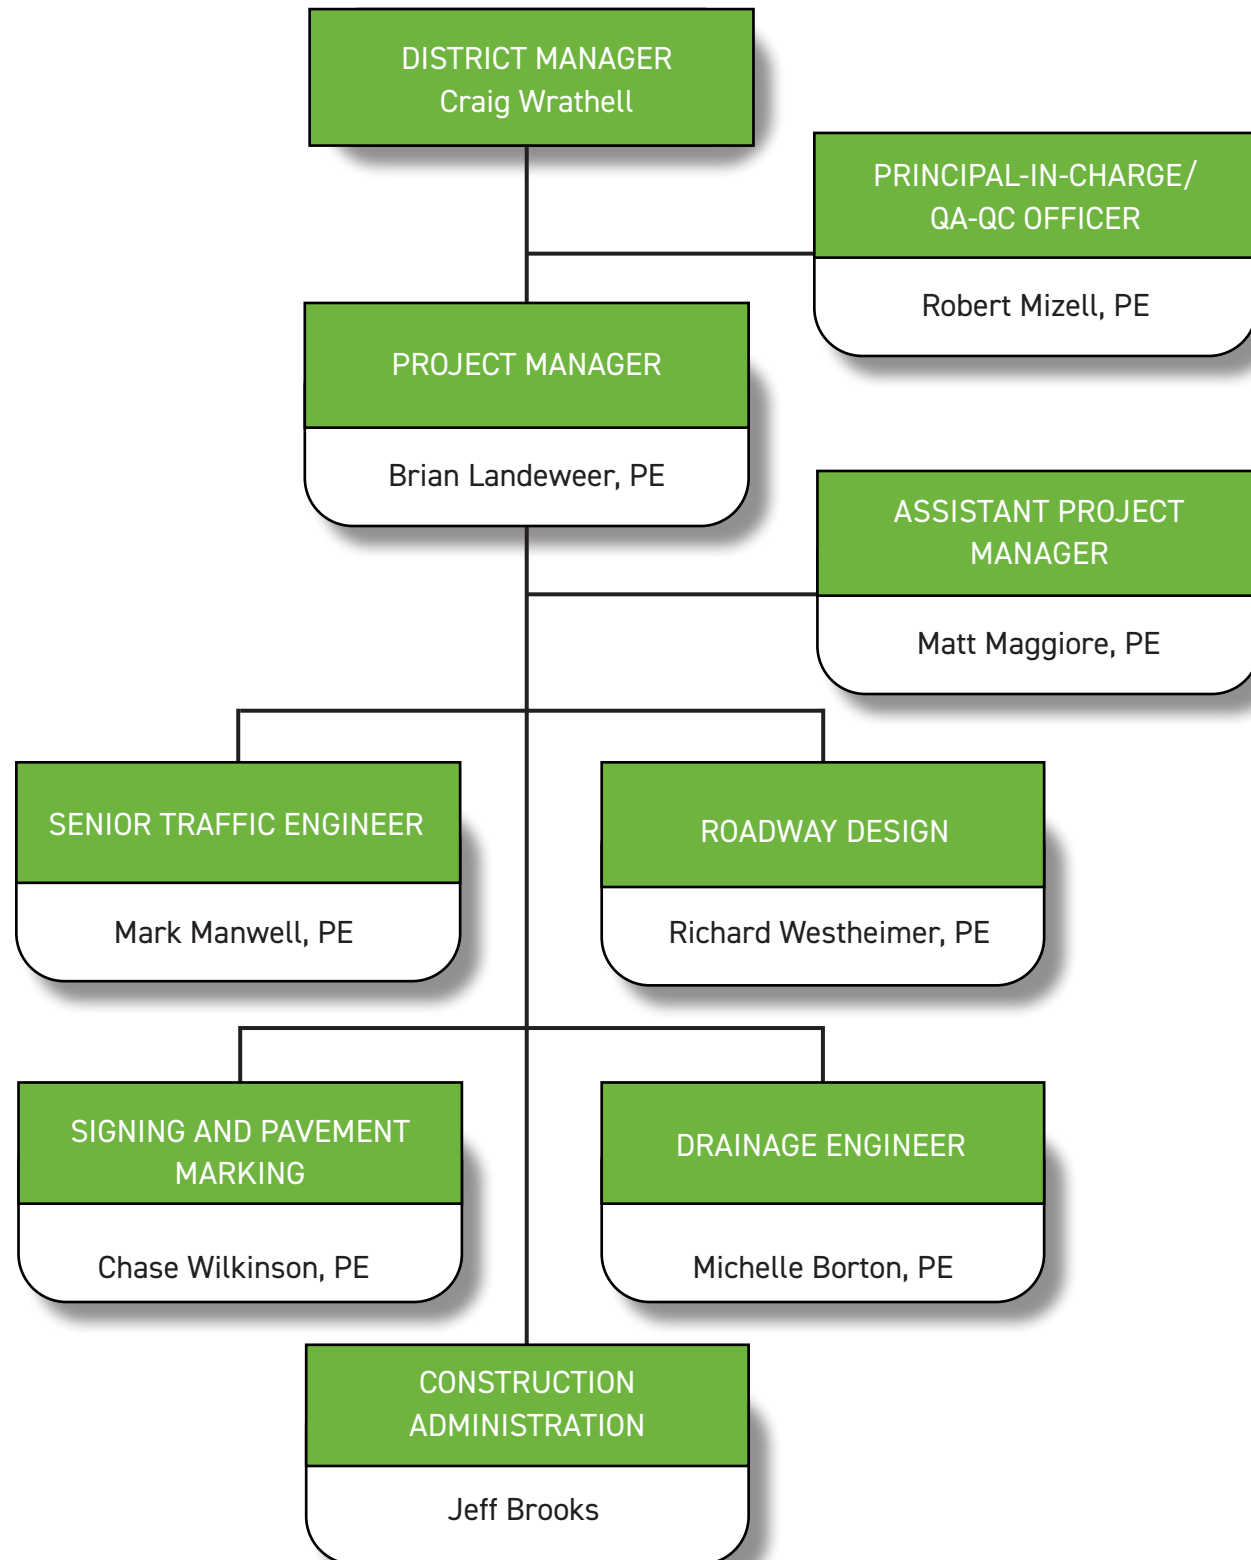 DISTRICT MANAGER
Craig Wrathell
PRINCIPAL-IN-CHARGE/
QA-QC OFFICER
Robert Mizell, PE
PROJECT MANAGER
Brian Landeweer, PE
ASSISTANT PROJECT
MANAGER
Matt Maggiore, PE
SENIOR TRAFFIC ENGINEER
Mark Manwell, PE
ROADWAY DESIGN
Richard Westheimer, PE
SIGNING AND PAVEMENT
MARKING
Chase Wilkinson, PE
DRAINAGE ENGINEER
Michelle Borton, PE
CONSTRUCTION
ADMINISTRATION
Jeff Brooks